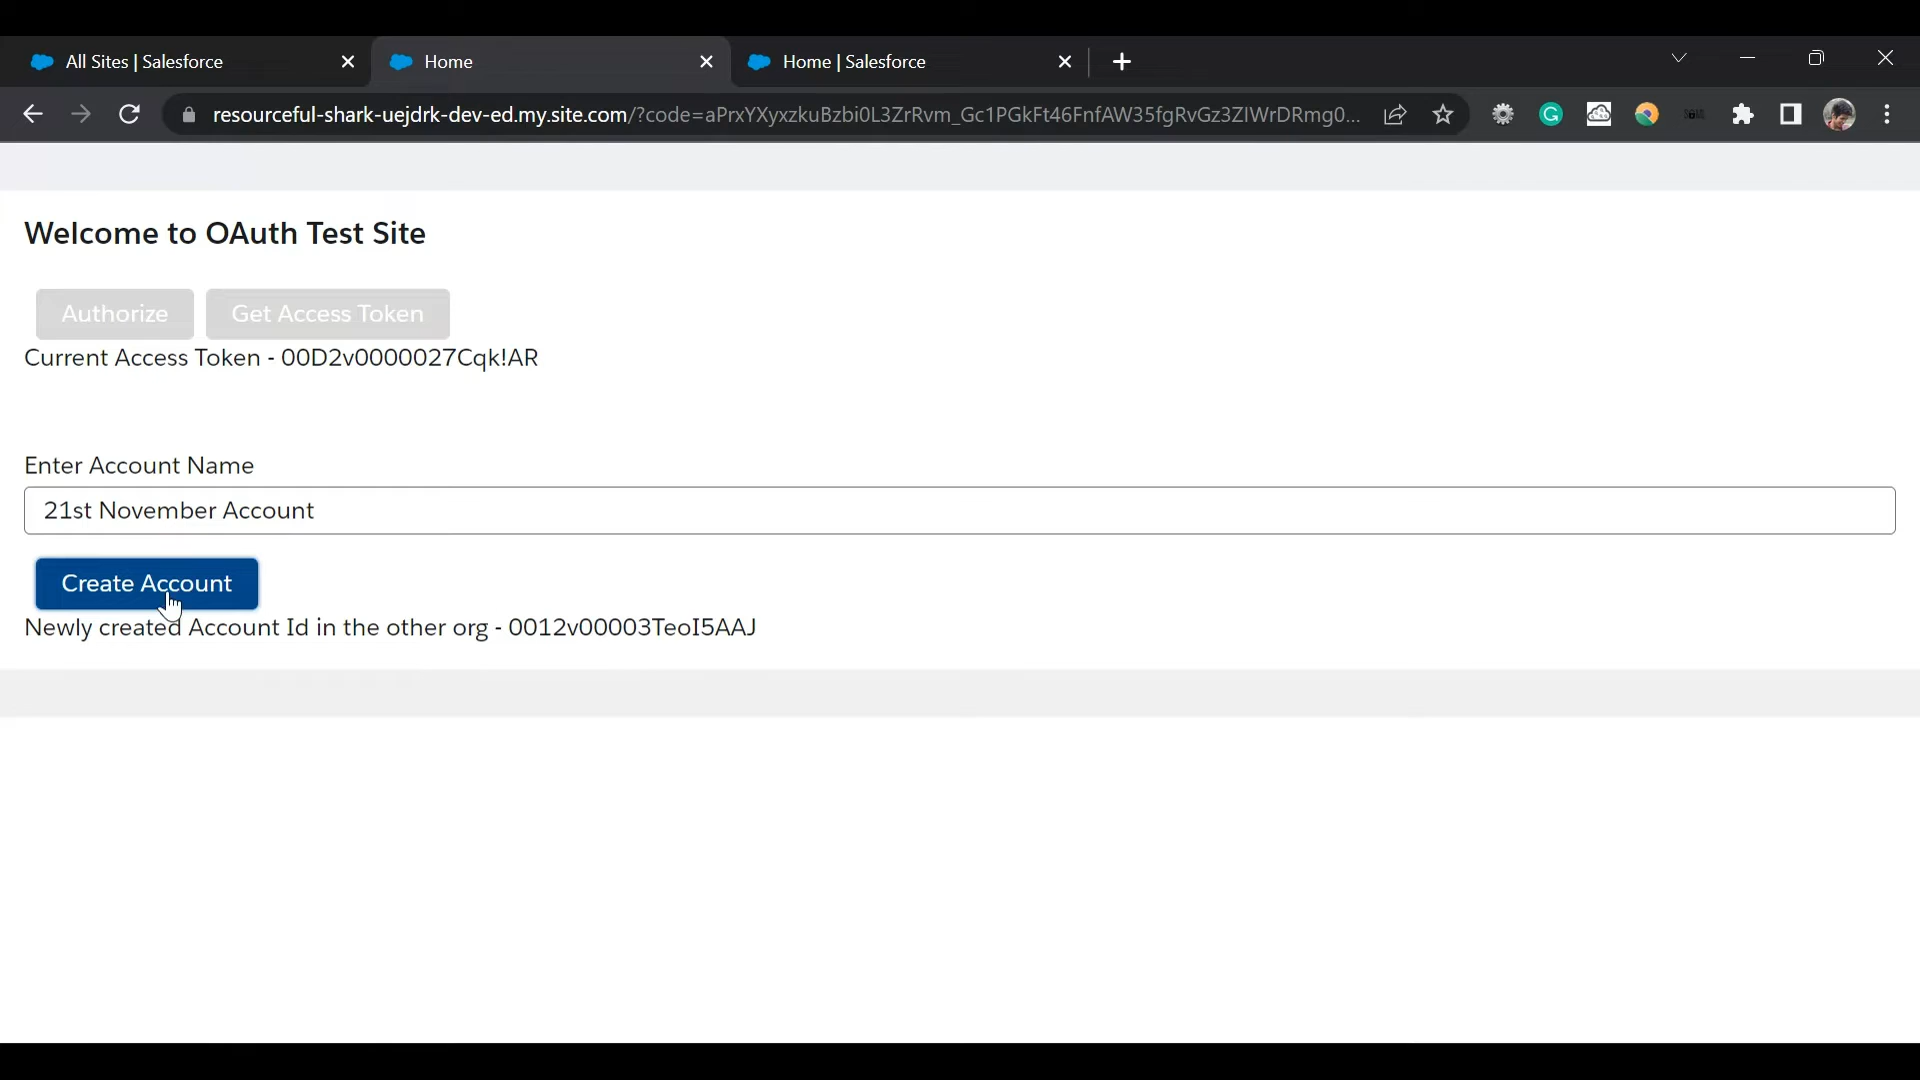 All Sites | Salesforce
Home
Home | Salesforce
resourceful-shark-uejdrk-dev-ed.my.site.com/?code=aPrxYXyxzkuBzbi0L3ZrRvm_Gc1PGkFt46FnfAW35fgRvGz3ZIWrDRmg0...
Welcome to OAuth Test Site
Authorize Get Access Token
Current Access Token - 00D2v0000027Cqk!AR
Enter Account Name
21st November Account
Create Account
Newly created Account Id in the other org - 0012v00003TeoI5AAJ